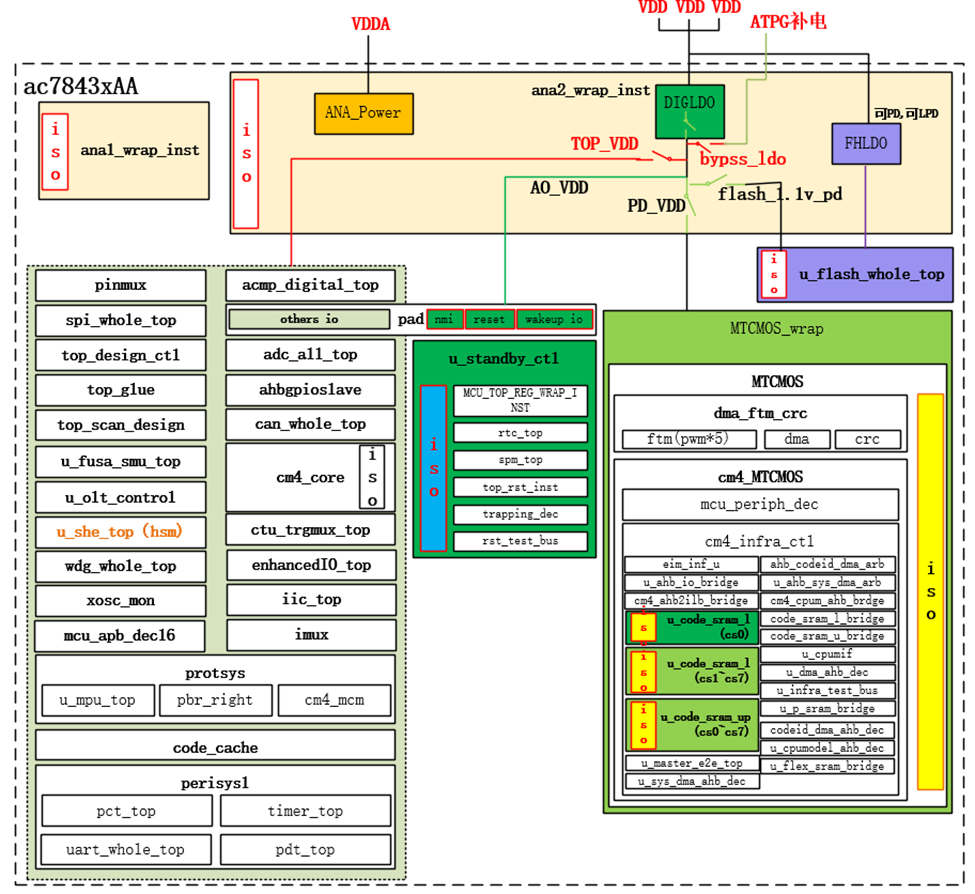 VDD VDD VDD
VDDA
ATPG补电
ac7843xAA
iso
ana1_wrap_inst
iso
ANA_Power
ana2_wrap_inst
DIGLDO
可PD,可LPD
FHLDO
TOP_VDD
bypss_ldo
AO_VDD
flash_1.1v_pd
PD_VDD
iso
u_flash_whole_top
pinmux
spi_whole_top
top_design_ctl
top_glue
top_scan_design
u_fusa_smu_top
u_olt_control
u_she_top (hsm)
wdg_whole_top
xosc_mon
mcu_apb_dec16
acmp_digital_top
others io
pad
nmi
reset
wakeup io
adc_all_top
ahbgpioslave
can_whole_top
cm4_core
iso
ctu_trgmux_top
enhancedIO_top
iic_top
imux
protsys
u_mpu_top
pbr_right
cm4_mcm
code_cache
perisys1
pct_top
timer_top
uart_whole_top
pdt_top
u_standby_ctl
iso
MCU_TOP_REG_WRAP_I
NST
rtc_top
spm_top
top_rst_inst
trapping_dec
rst_test_bus
MTCMOS_wrap
MTCMOS
dma_ftm_crc
ftm(pwm*5)
dma
crc
cm4_MTCMOS
mcu_periph_dec
cm4_infra_ctl
eim_inf_u
u_ahb_io_bridge
cm4_ahb2ilb_bridge
iso
u_code_sram_l
(cs0)
iso
u_code_sram_l
(cs1~cs7)
iso
u_code_sram_up
(cs0~cs7)
u_master_e2e_top
u_sys_dma_ahb_dec
ahb_codeid_dma_arb
u_ahb_sys_dma_arb
cm4_cpum_ahb_brdge
code_sram_l_bridge
code_sram_u_bridge
u_cpumif
u_dma_ahb_dec
u_infra_test_bus
u_p_sram_bridge
codeid_dma_ahb_dec
u_cpumodel_ahb_dec
u_flex_sram_bridge
iso